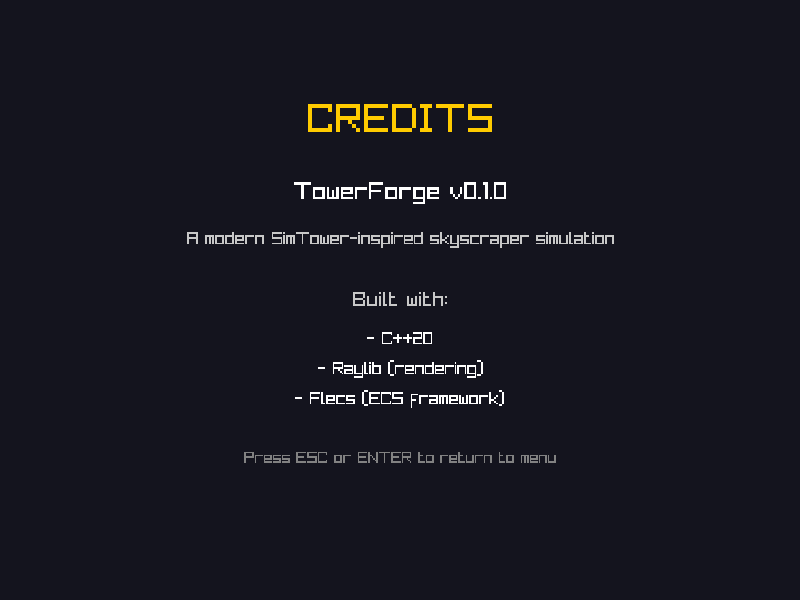 CREDITS
TowerForge v0.1.0
A modern SimTower-inspired skyscraper simulation
Built with:
- C++20
- Raylib (rendering)
- Flecs (ECS framework)
Press ESC or ENTER to return to menu